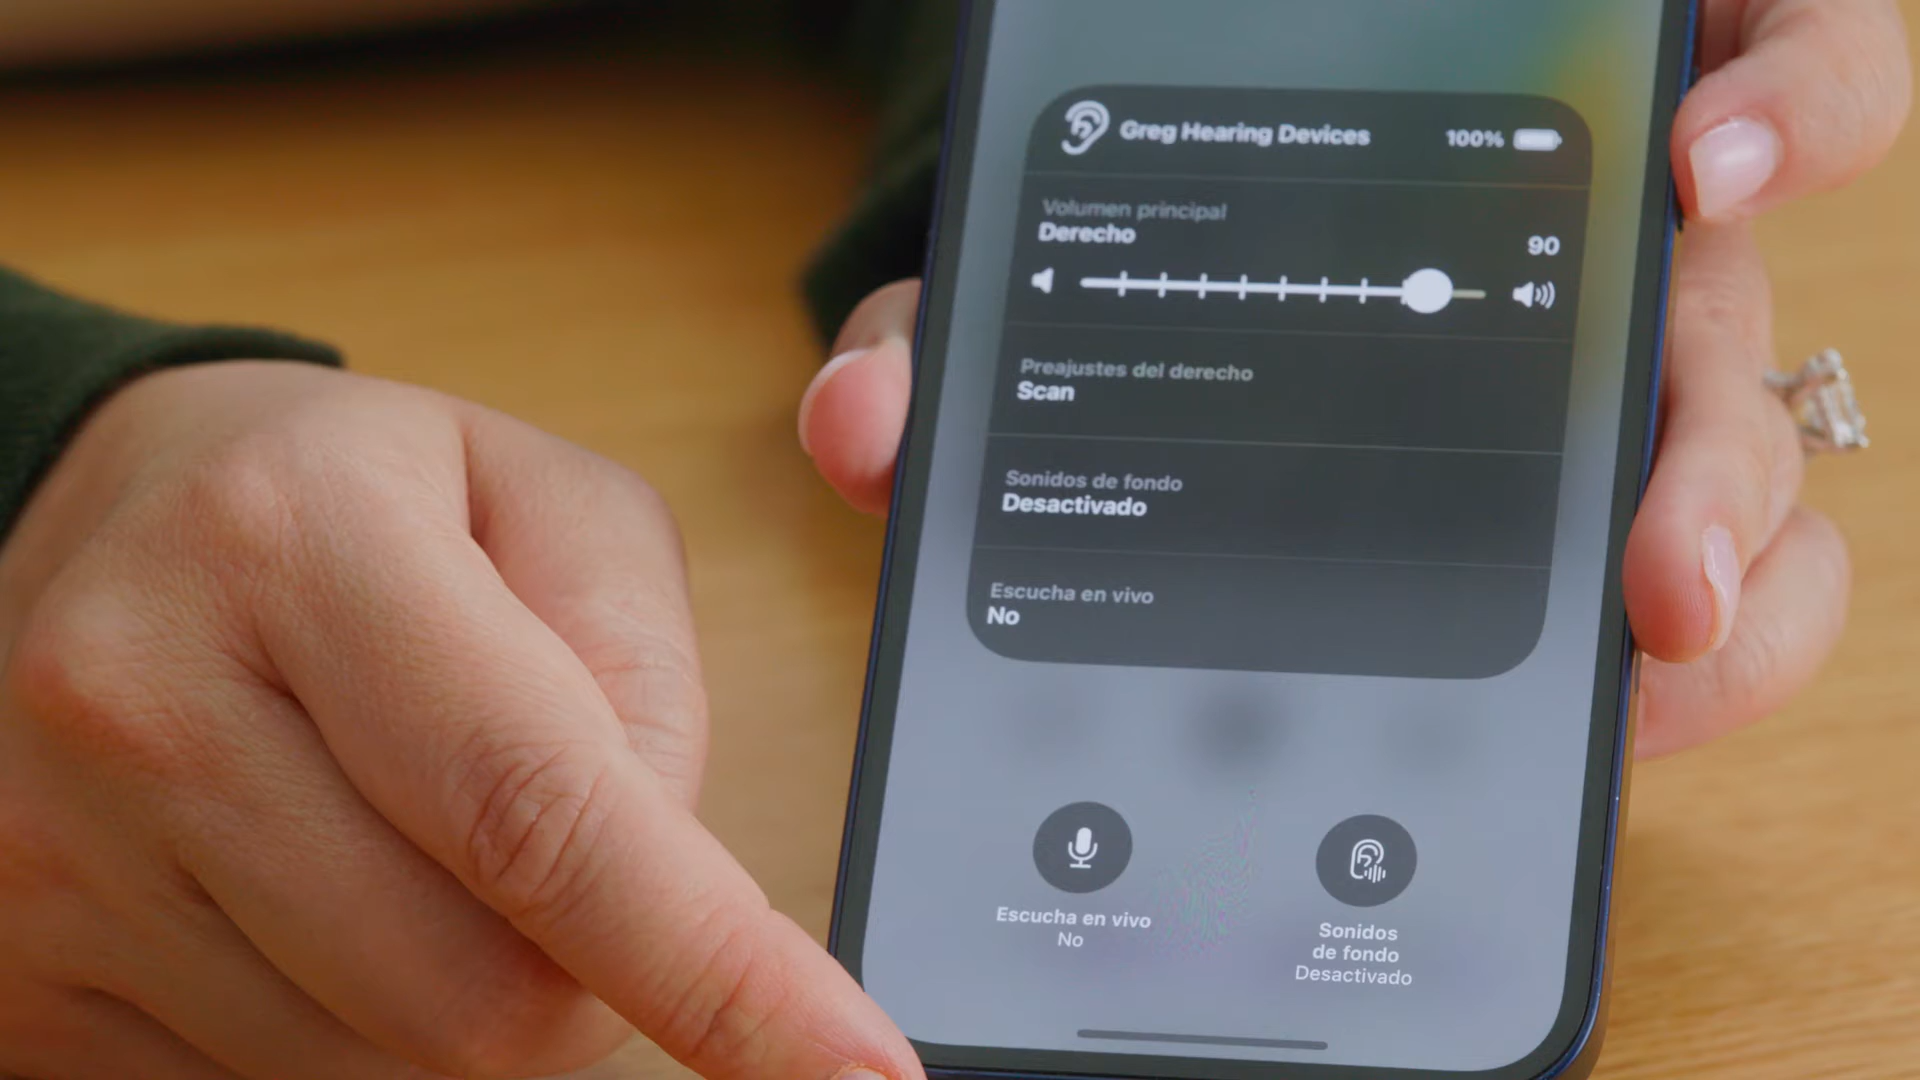 Greg Hearing Devices 100%
Volumen principal
Derecho 90
Preajustes del derecho
Scan
Sonidos de fondo
Desactivado
Escucha en vivo
No
Escucha en vivo
No
Sonidos
de fondo
Desactivado